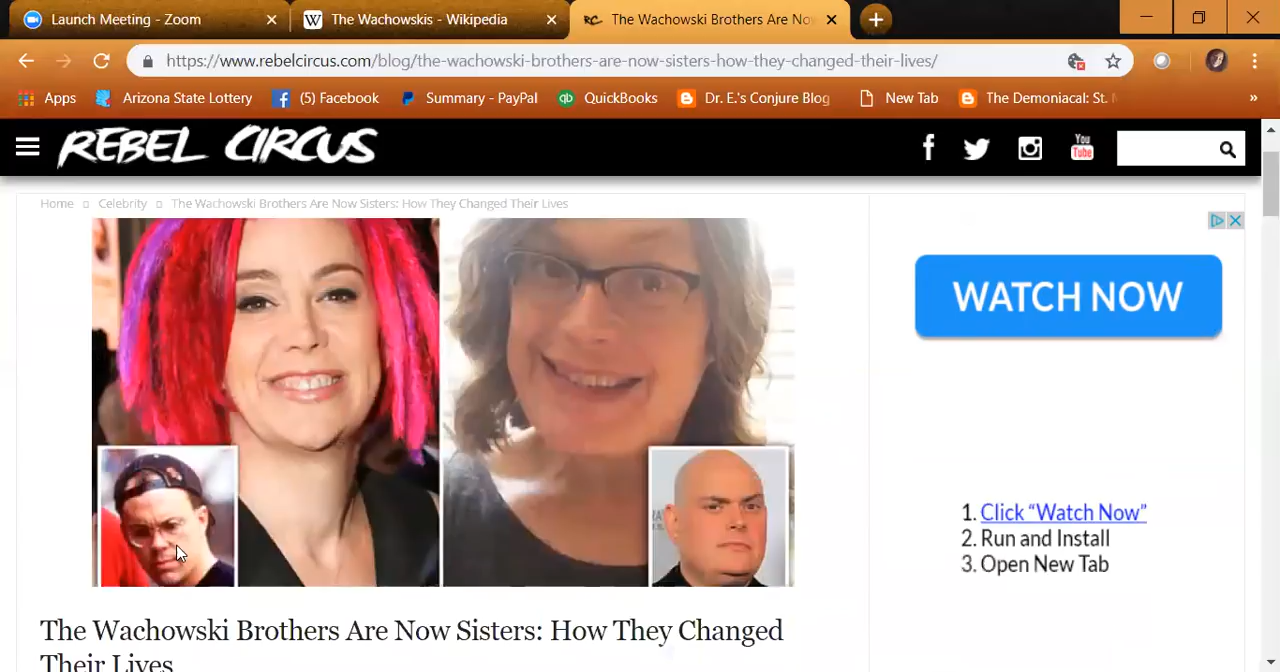 Launch Meeting - Zoom
The Wachowskis - Wikipedia
The Wachowski Brothers Are Now
https://www.rebelcircus.com/blog/the-wachowski-brothers-are-now-sisters-how-they-changed-their-lives/
Apps Arizona State Lottery (5) Facebook Summary - PayPal QuickBooks Dr. E.'s Conjure Blog New Tab The Demoniacal: St.
REBEL CIRCUS
You Tube
Home Celebrity The Wachowski Brothers Are Now Sisters: How They Changed Their Lives
WATCH NOW
1. Click “Watch Now”
2. Run and Install
3. Open New Tab
The Wachowski Brothers Are Now Sisters: How They Changed
Their Lives